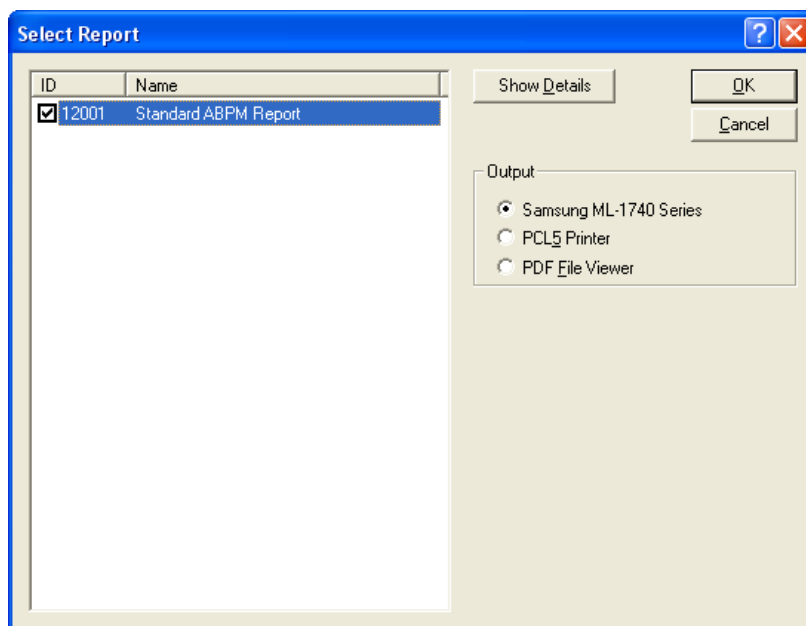 Select Report
ID Name
12001 Standard ABPM Report
Show Details
OK
Cancel
Output
Samsung ML-1740 Series
PCL5 Printer
PDF File Viewer